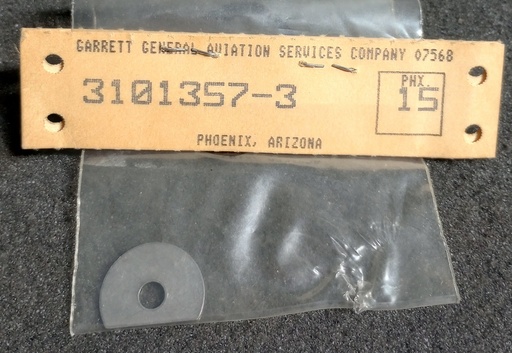 GARRETT GENERAL AVIATION SERVICES COMPANY 07568
3101357-3
PHX.
15
PHOENIX, ARIZONA